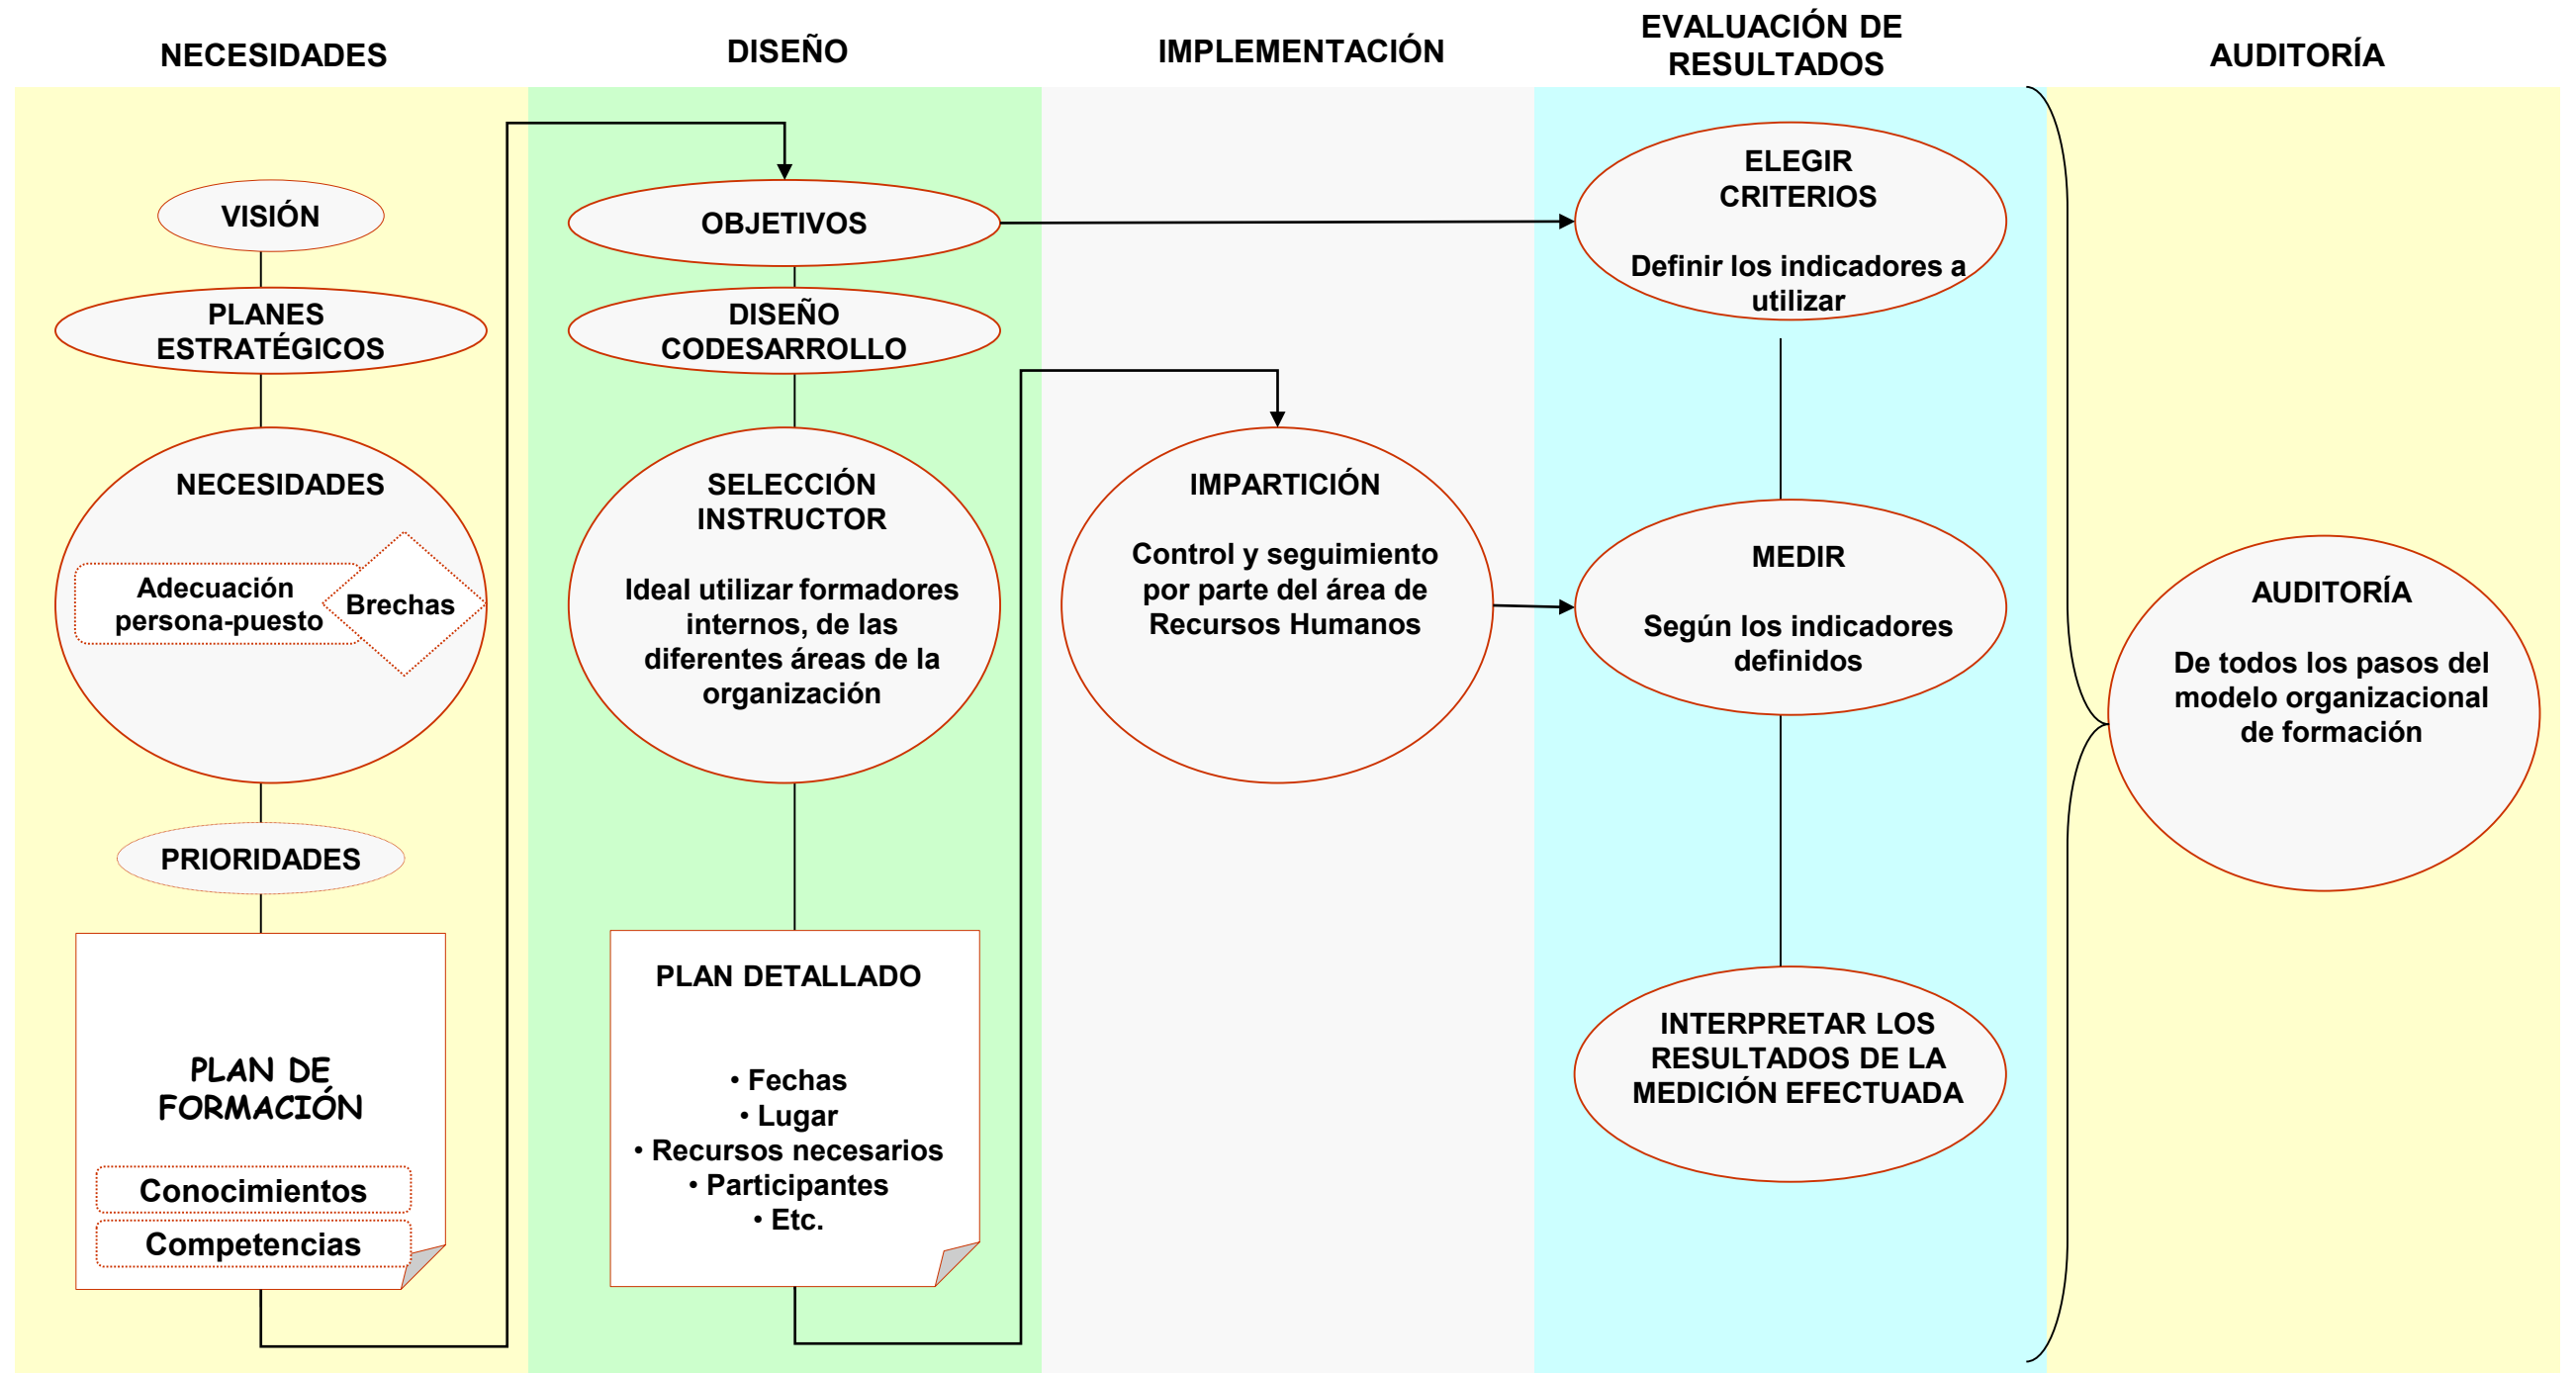 NECESIDADES
DISEÑO
IMPLEMENTACIÓN
EVALUACIÓN DE
RESULTADOS
AUDITORÍA
VISIÓN
PLANES
ESTRATÉGICOS
NECESIDADES
Adecuación
persona-puesto
Brechas
PRIORIDADES
PLAN DE
FORMACIÓN
Conocimientos
Competencias
OBJETIVOS
DISEÑO
CODESARROLLO
SELECCIÓN
INSTRUCTOR
Ideal utilizar formadores
internos, de las
diferentes áreas de la
organización
PLAN DETALLADO
• Fechas
• Lugar
• Recursos necesarios
• Participantes
• Etc.
IMPARTICIÓN
Control y seguimiento
por parte del área de
Recursos Humanos
ELEGIR
CRITERIOS
Definir los indicadores a
utilizar
MEDIR
Según los indicadores
definidos
INTERPRETAR LOS
RESULTADOS DE LA
MEDICIÓN EFECTUADA
AUDITORÍA
De todos los pasos del
modelo organizacional
de formación